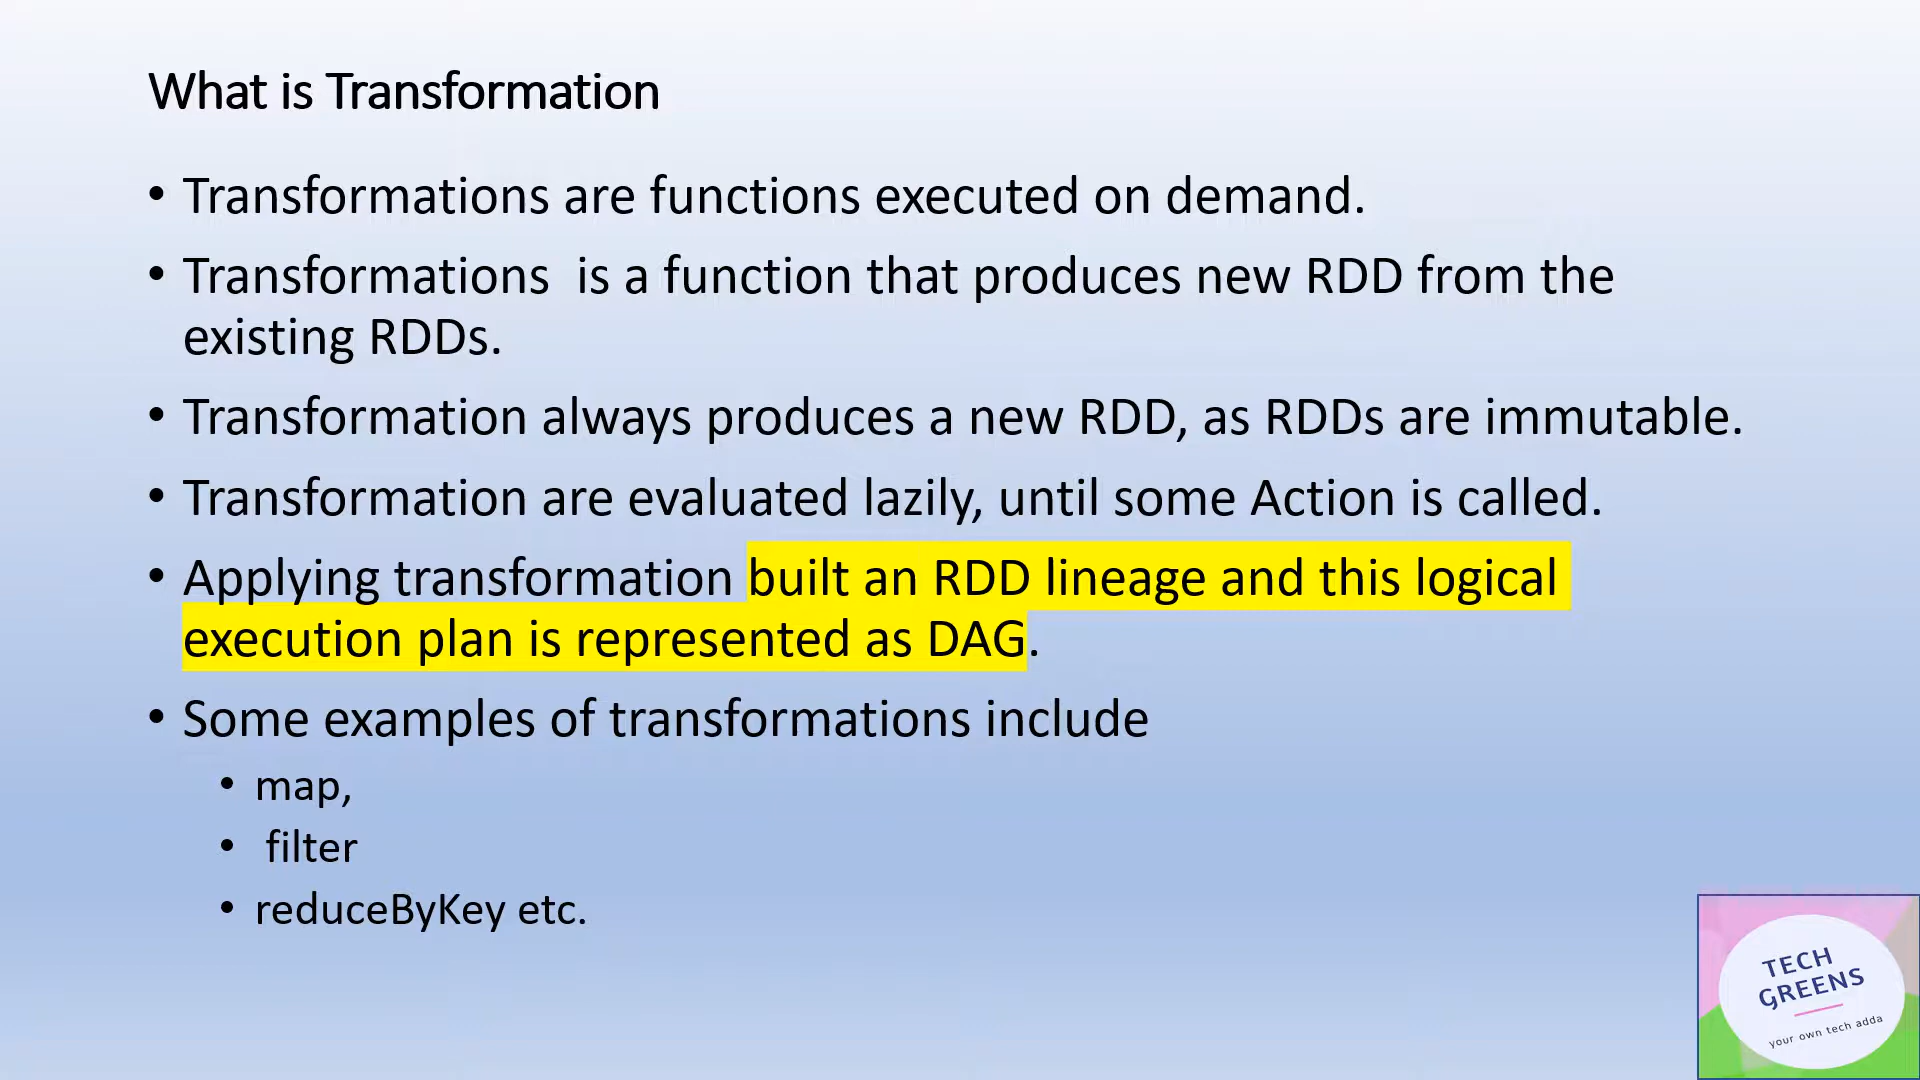 What is Transformation
• Transformations are functions executed on demand.
• Transformations  is a function that produces new RDD from the
existing RDDs.
• Transformation always produces a new RDD, as RDDs are immutable.
• Transformation are evaluated lazily, until some Action is called.
• Applying transformation built an RDD lineage and this logical
execution plan is represented as DAG.
• Some examples of transformations include
• map,
• filter
• reduceByKey etc.
TECH
GREENS
your own tech adda